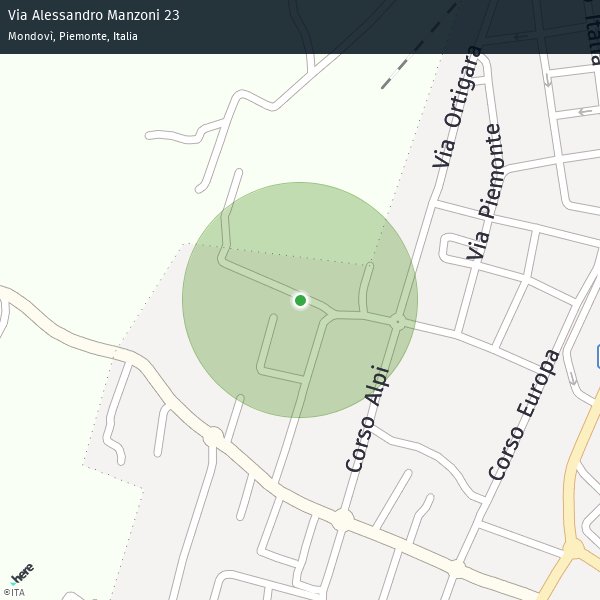 Via Alessandro Manzoni 23
Mondovì, Piemonte, Italia
Italia
Via Ortigara
Via Piemonte
Corso Alpi
Corso Europa
here
©ITA